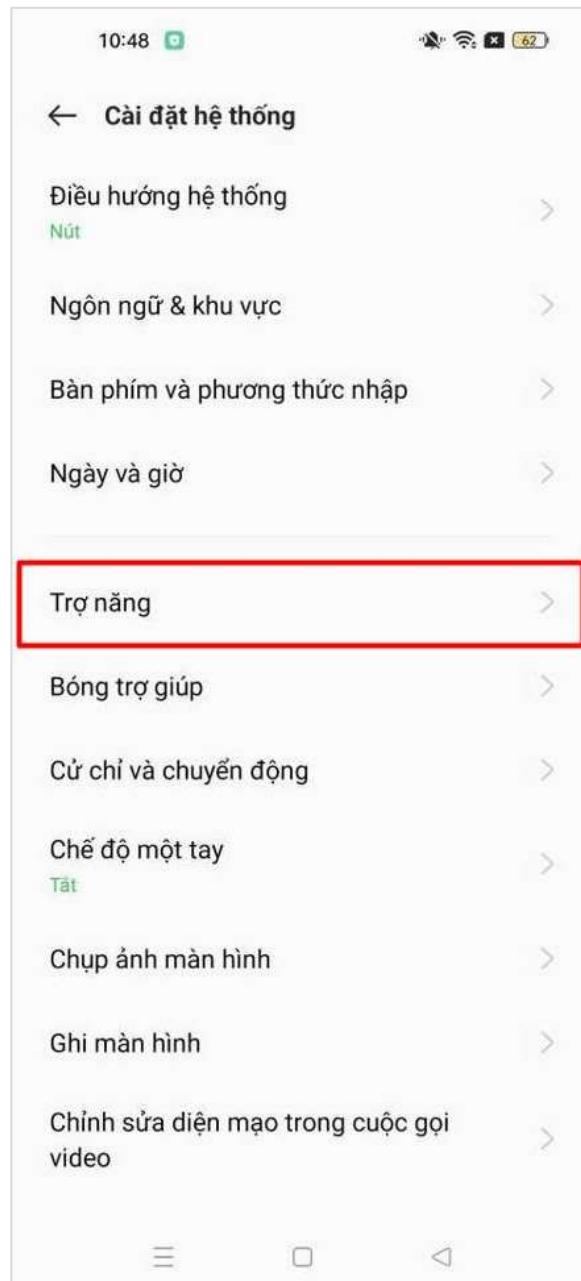 10:48
62
Cài đặt hệ thống
Điều hướng hệ thống
Nút
Ngôn ngữ & khu vực
Bàn phím và phương thức nhập
Ngày và giờ
Trợ năng
Bóng trợ giúp
Cử chỉ và chuyển động
Chế độ một tay
Tắt
Chụp ảnh màn hình
Ghi màn hình
Chỉnh sửa diện mạo trong cuộc gọi
video